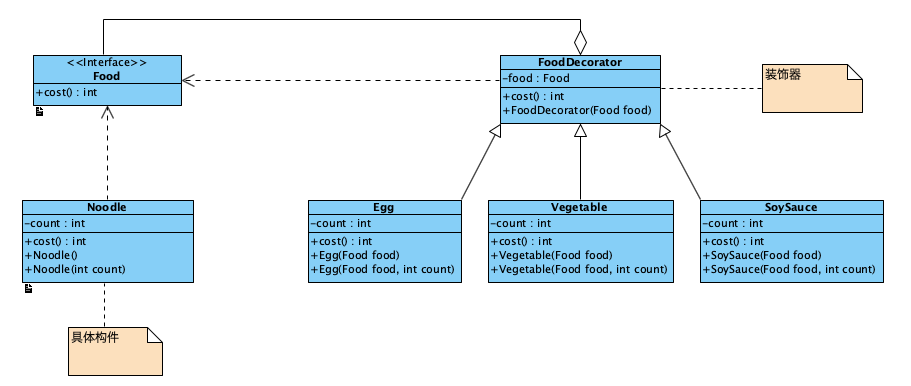 <<Interface>>
Food
+cost() : int
FoodDecorator
-food : Food
+cost() : int
+FoodDecorator(Food food)
装饰器
Noodle
-count : int
+cost() : int
+Noodle()
+Noodle(int count)
Egg
-count : int
+cost() : int
+Egg(Food food)
+Egg(Food food, int count)
Vegetable
-count : int
+cost() : int
+Vegetable(Food food)
+Vegetable(Food food, int count)
SoySauce
-count : int
+cost() : int
+SoySauce(Food food)
+SoySauce(Food food, int count)
具体构件